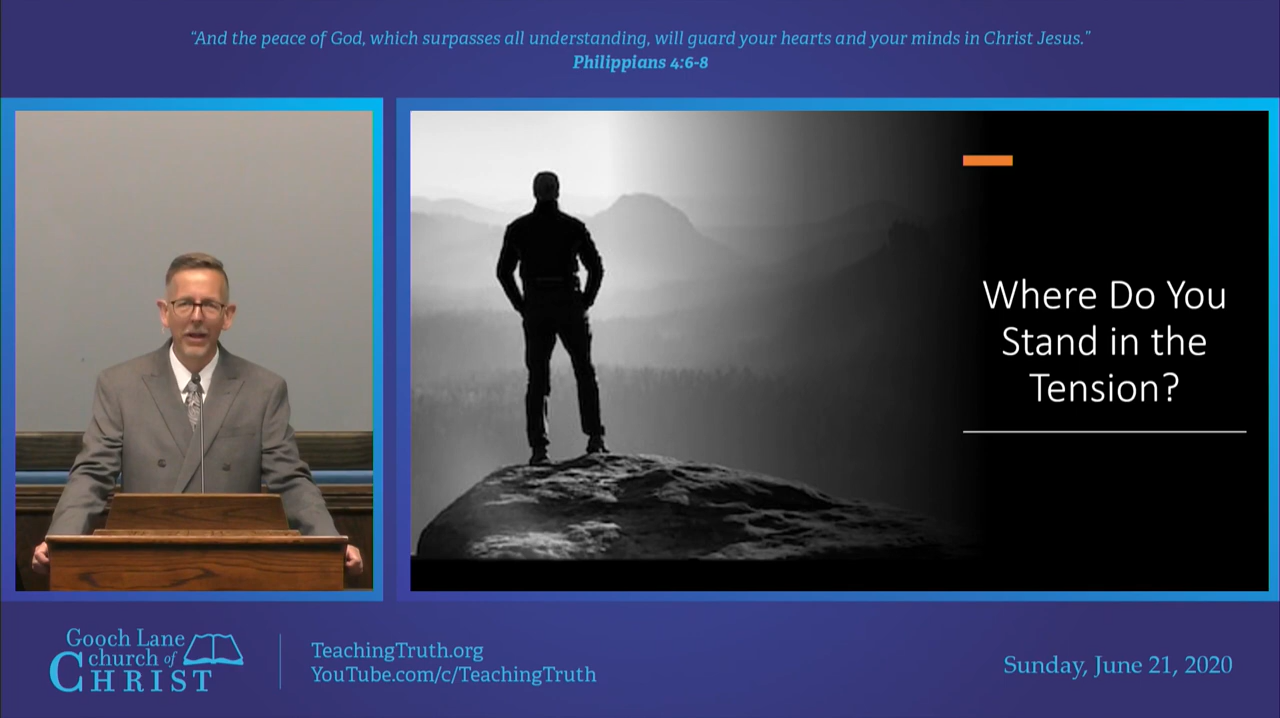 “And the peace of God, which surpasses all understanding, will guard your hearts and your minds in Christ Jesus.”
Philippians 4:6-8
Where Do You
Stand in the
Tension?
Gooch Lane
church of
CHRIST
TeachingTruth.org
YouTube.com/c/TeachingTruth
Sunday, June 21, 2020